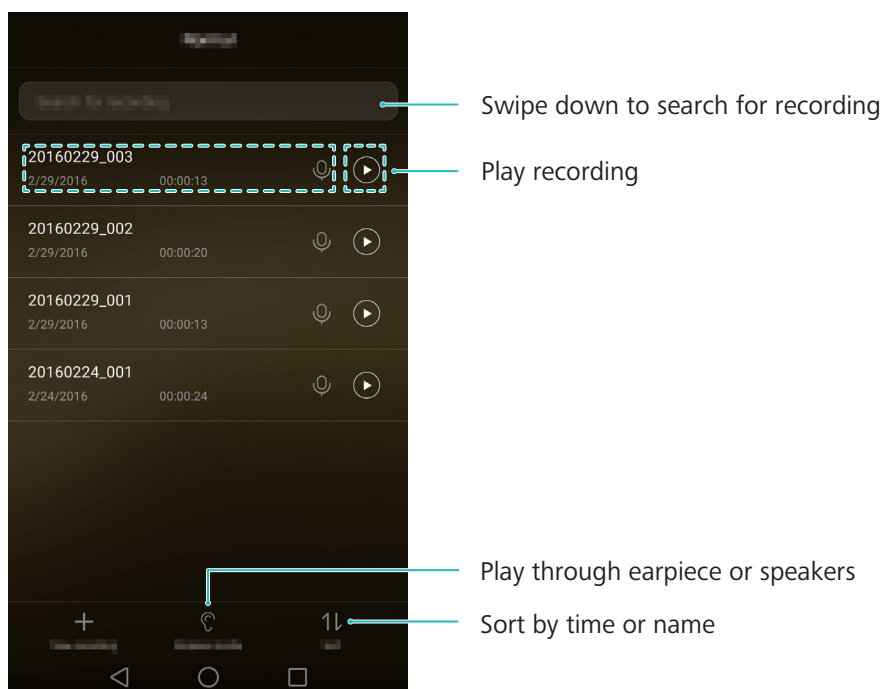 Swipe down to search for recording
20160229_003
2/29/2016 00:00:13
Play recording
20160229_002
2/29/2016 00:00:20
20160229_001
2/29/2016 00:00:13
20160224_001
2/24/2016 00:00:24
Play through earpiece or speakers
Sort by time or name